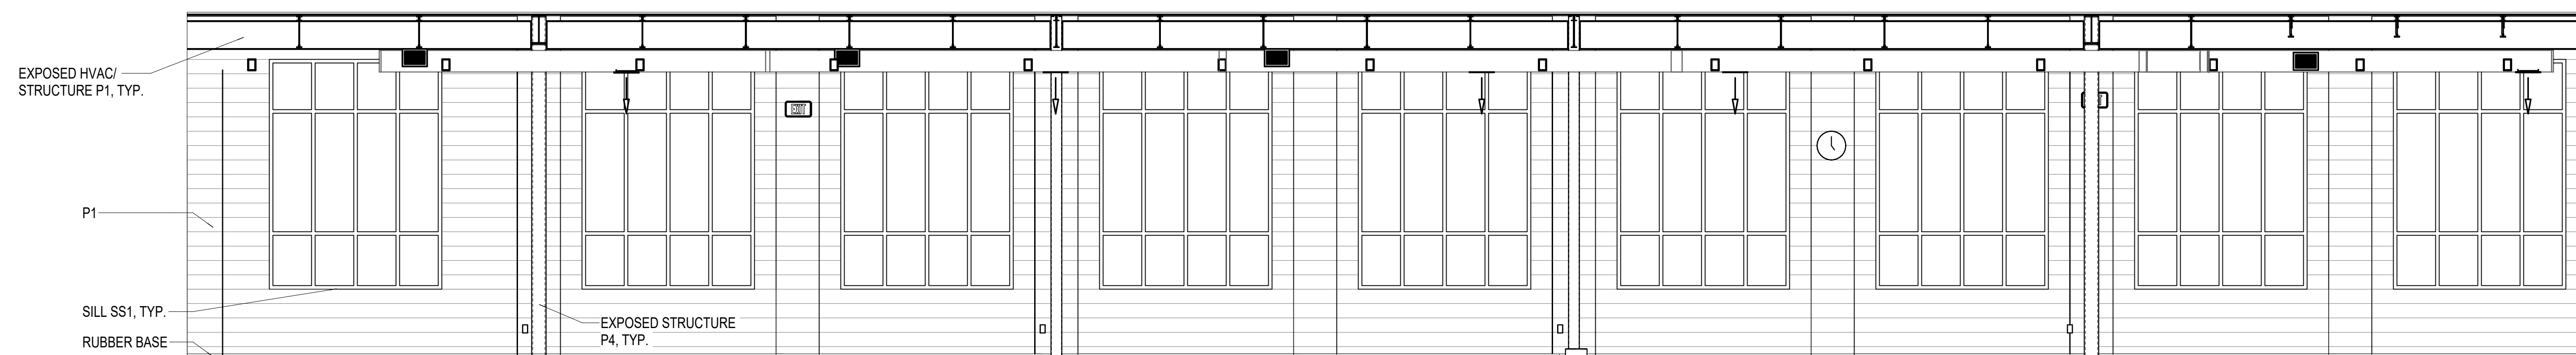 EXPOSED HVAC/
STRUCTURE P1, TYP.
EXIT
P1
SILL SS1, TYP.
EXPOSED STRUCTURE
P4, TYP.
RUBBER BASE